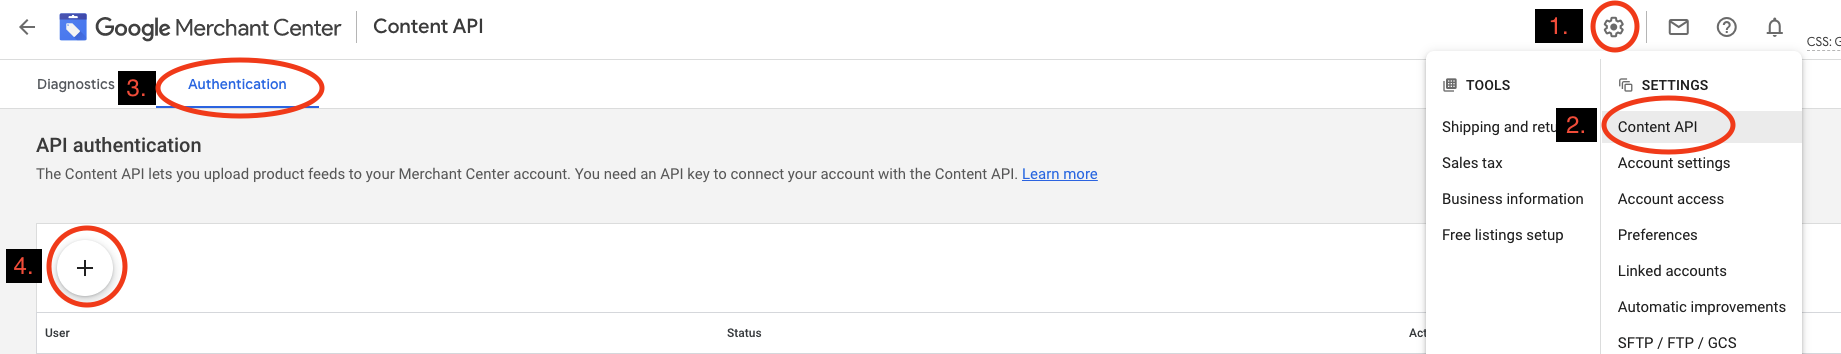 Google Merchant Center
Content API
1.
CSS: G
Diagnostics
3.
Authentication
TOOLS
SETTINGS
Shipping and retu
2.
Content API
Sales tax
Account settings
Business information
Account access
Free listings setup
Preferences
Linked accounts
Automatic improvements
SFTP / FTP / GCS
API authentication
The Content API lets you upload product feeds to your Merchant Center account. You need an API key to connect your account with the Content API. Learn more
4.
+
User
Status
Act